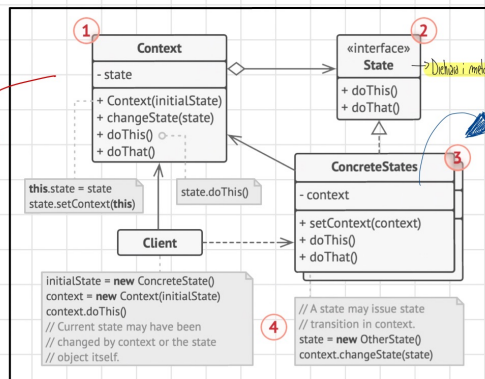 1
Context
- state
+ Context(initialState)
+ changeState(state)
+ doThis()
+ doThat()
2
«interface»
State
+ doThis()
+ doThat()
this.state = state
state.setContext(this)
state.doThis()
3
ConcreteStates
- context
+ setContext(context)
+ doThis()
+ doThat()
Client
initialState = new ConcreteState()
context = new Context(initialState)
context.doThis()
// Current state may have been
// changed by context or the state
// object itself.
4
// A state may issue state
// transition in context.
state = new OtherState()
context.changeState(state)